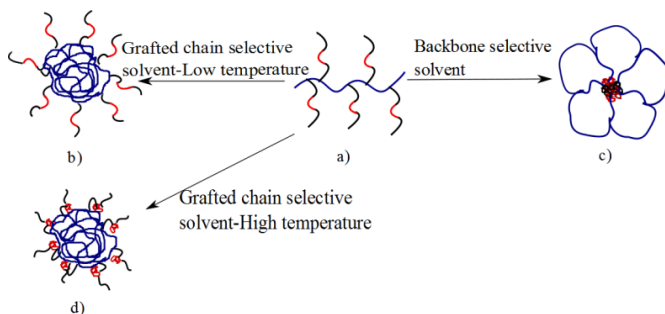 Grafted chain selective
solvent-Low temperature
Backbone selective
solvent
b)
a)
c)
Grafted chain selective
solvent-High temperature
d)